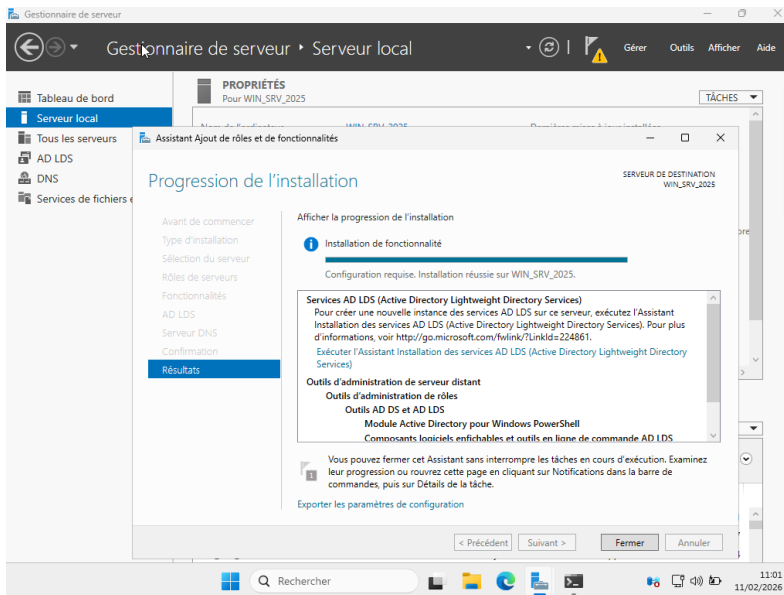 Gestionnaire de serveur
Gestionnaire de serveur • Serveur local
Gérer Outils Afficher Aide
Tableau de bord
Serveur local
Tous les serveurs
AD LDS
DNS
Services de fichiers e
PROPRIÉTÉS
Pour WIN_SRV_2025
TÂCHES
Assistant Ajout de rôles et de fonctionnalités
Progression de l'installation
SERVEUR DE DESTINATION
WIN_SRV_2025
Avant de commencer
Type d'installation
Sélection du serveur
Rôles de serveurs
Fonctionnalités
AD LDS
Serveur DNS
Confirmation
Résultats
Afficher la progression de l'installation
Installation de fonctionnalité
Configuration requise. Installation réussie sur WIN_SRV_2025.
Services AD LDS (Active Directory Lightweight Directory Services)
Pour créer une nouvelle instance des services AD LDS sur ce serveur, exécutez l'Assistant
Installation des services AD LDS (Active Directory Lightweight Directory Services). Pour plus
d'informations, voir http://go.microsoft.com/fwlink/?LinkId=224861.
Exécuter l'Assistant Installation des services AD LDS (Active Directory Lightweight Directory
Services)
Outils d'administration de serveur distant
Outils d'administration de rôles
Outils AD DS et AD LDS
Module Active Directory pour Windows PowerShell
Composants logiciels enfichables et outils en ligne de commande AD LDS
Vous pouvez fermer cet Assistant sans interrompre les tâches en cours d'exécution. Examinez
leur progression ou rouvrez cette page en cliquant sur Notifications dans la barre de
commandes, puis sur Détails de la tâche.
1
Exporter les paramètres de configuration
< Précédent Suivant > Fermer Annuler
Rechercher
11:01
11/02/2026